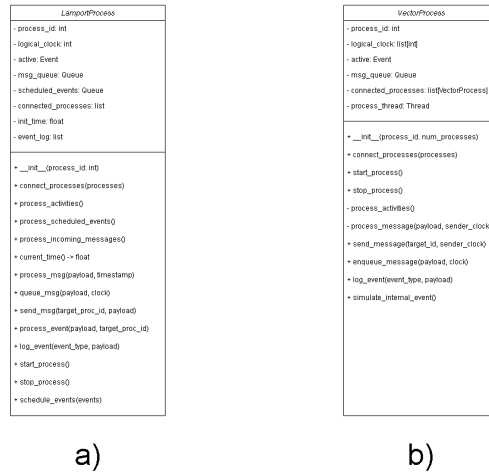 LamportProcess
- process_id: int
- logical_clock: int
- active: Event
- msg_queue: Queue
- scheduled_events: Queue
- connected_processes: list
- init_time: float
- event_log: list
+ __init__(process_id: int)
+ connect_processes(processes)
+ process_activities()
+ process_scheduled_events()
+ process_incoming_messages()
+ current_time() -> float
+ process_msg(payload, timestamp)
+ queue_msg(payload, clock)
+ send_msg(target_proc_id, payload)
+ process_event(payload, target_proc_id)
+ log_event(event_type, payload)
+ start_process()
+ stop_process()
+ schedule_events(events)
a)
VectorProcess
- process_id: int
- logical_clock: list[int]
- active: Event
- msg_queue: Queue
- connected_processes: list[VectorProcess]
- process_thread: Thread
+ __init__(process_id. num_processes)
+ connect_processes(processes)
+ start_process()
+ stop_process()
- process_activities()
- process_message(payload, sender_clock)
+ send_message(target_id, sender_clock)
+ enqueue_message(payload, clock)
+ log_event(event_type, payload)
+ simulate_internal_event()
b)